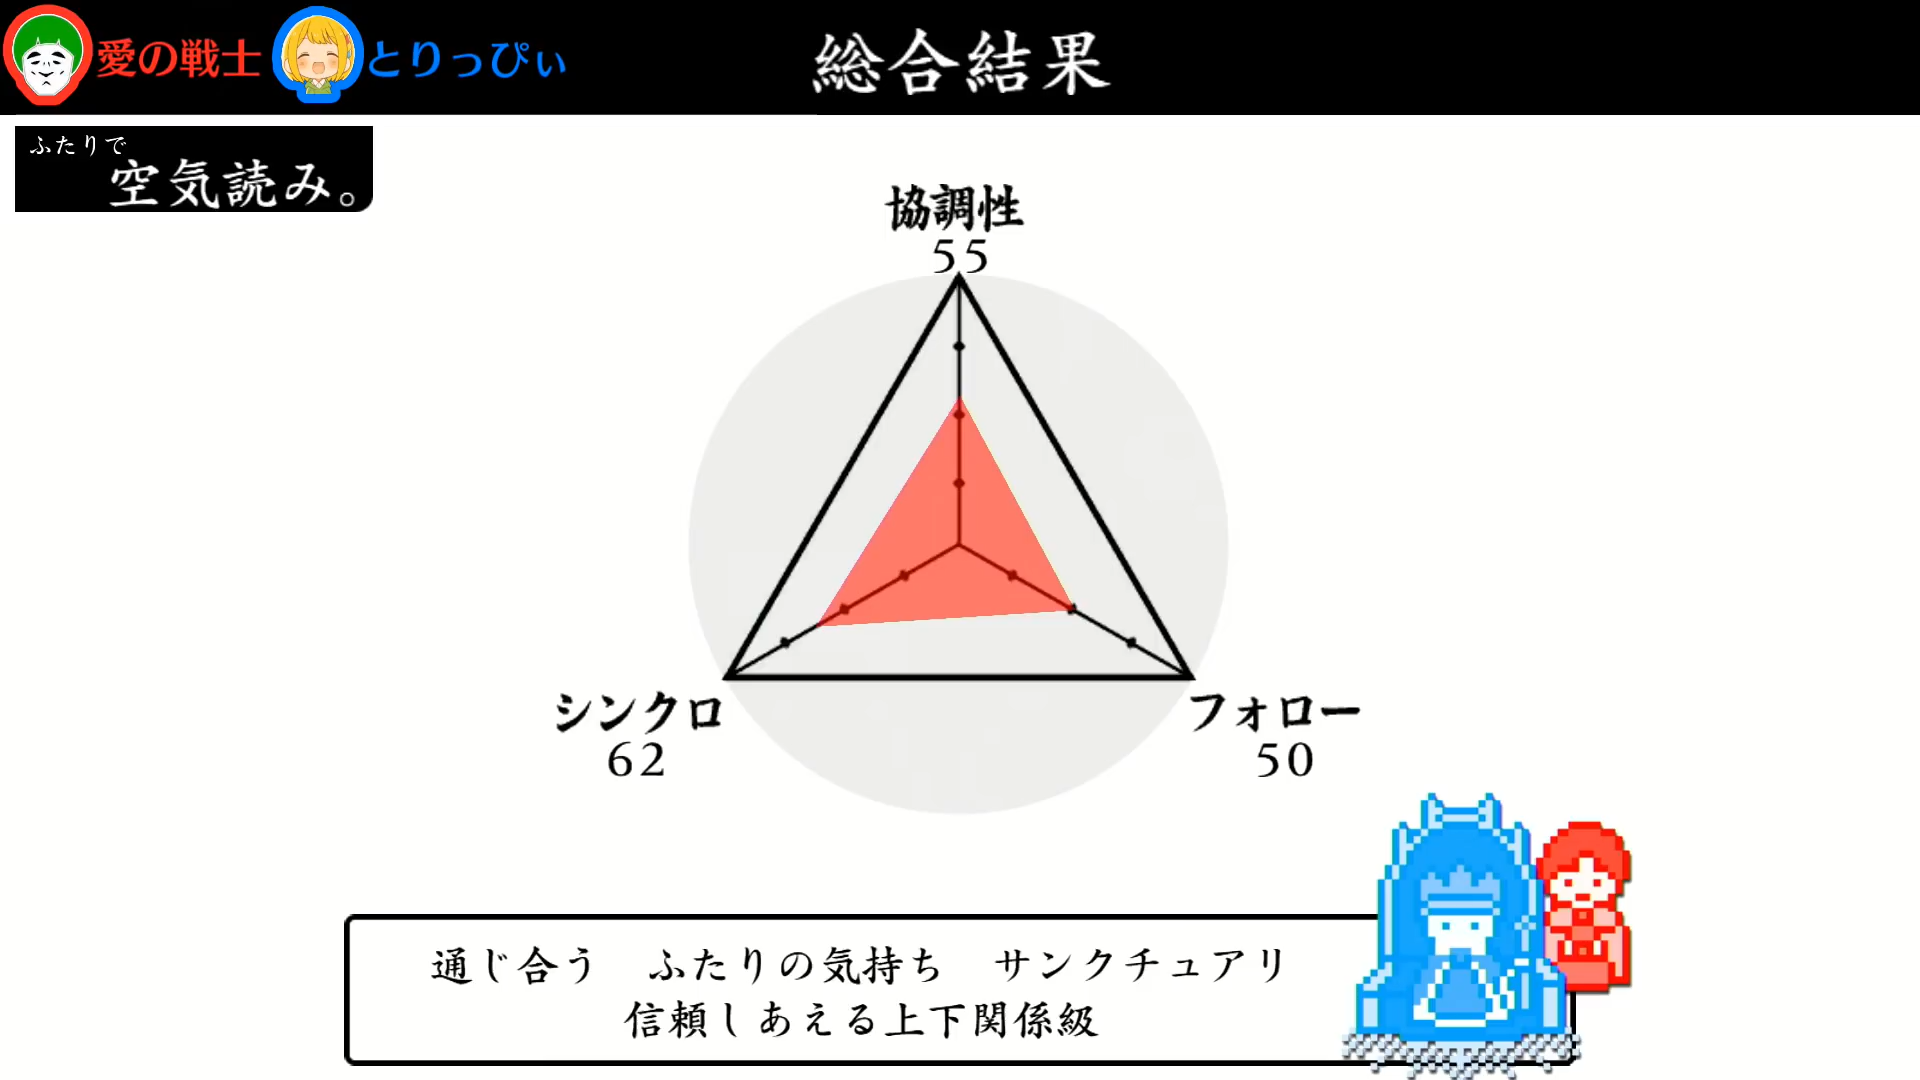 愛の戦士 とりっぴぃ 総合結果
ふたりで
空気読み。
協調性
55
シンクロ フォロー
62 50
通じ合う　ふたりの気持ち　サンクチュアリ
信頼しあえる上下関係級